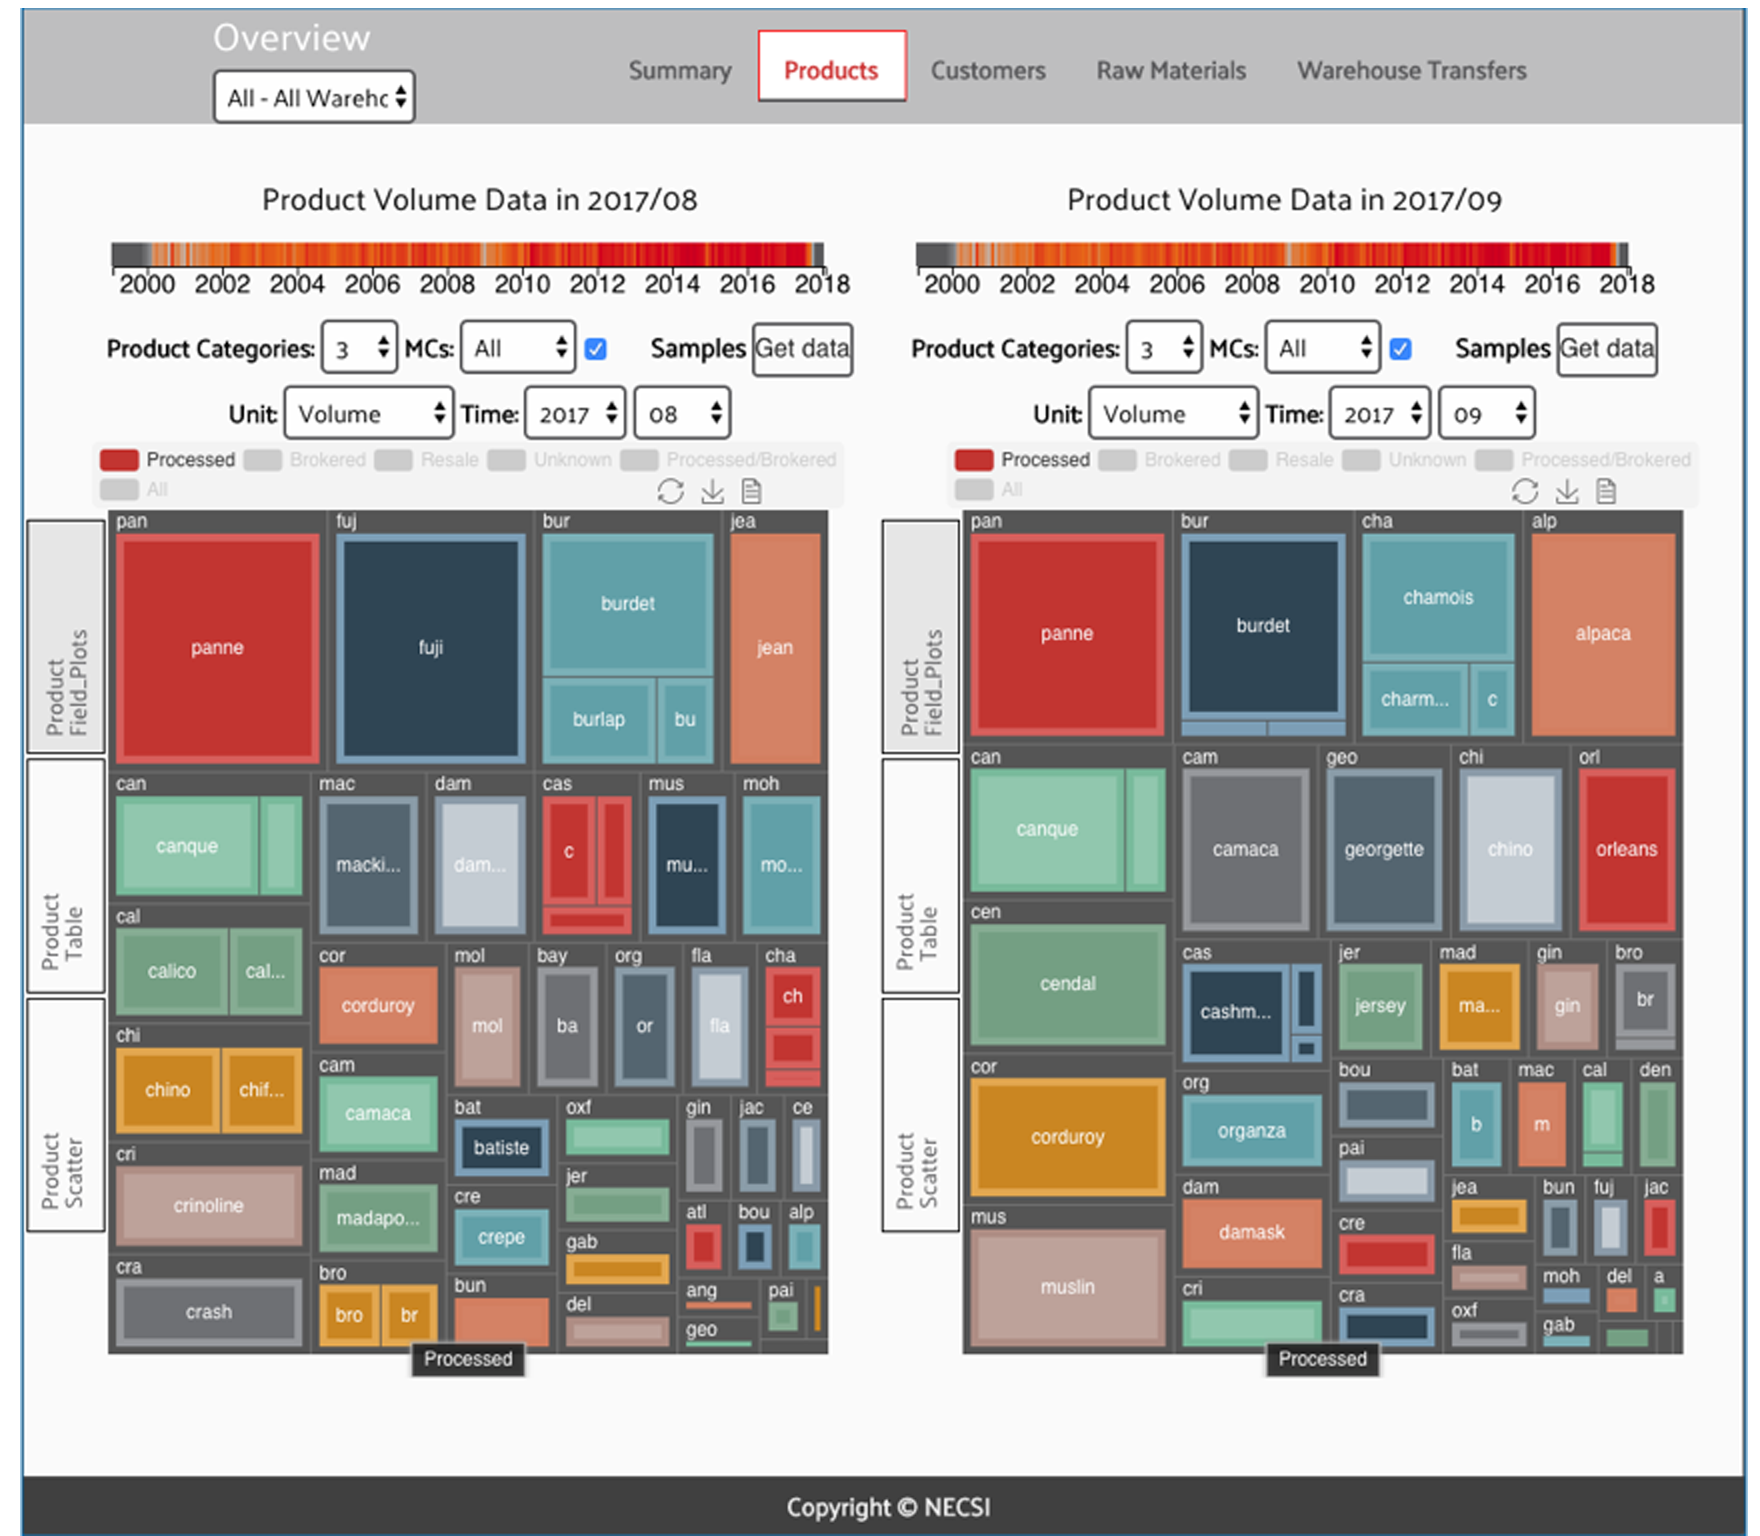 Overview
All - All Warehc
Summary
Products
Customers
Raw Materials
Warehouse Transfers
Product Volume Data in 2017/08
2000 2002 2004 2006 2008 2010 2012 2014 2016 2018
Product Categories: 3 MCs: All Samples Get data
Unit: Volume Time: 2017 08
Processed Brokered Resale Unknown Processed/Brokered
All
Product Field_Plots
Product Table
Product Scatter
pan fuj bur jea
panne fuji burdet jean
burlap bu
can mac dam cas mus moh
canque macki... dam... c mu... mo...
cal
calico cal...
cor mol bay org fla cha
corduroy mol ba or fla ch
chi
chino chif...
cam
camaca
bat oxf gin jac ce
batiste
cri
crinoline
mad
madapo...
cre jer
crepe
atl bou alp
gab
cra
crash
bro
bro br
bun
del
ang pai
geo
Processed
Product Volume Data in 2017/09
2000 2002 2004 2006 2008 2010 2012 2014 2016 2018
Product Categories: 3 MCs: All Samples Get data
Unit: Volume Time: 2017 09
Processed Brokered Resale Unknown Processed/Brokered
All
Product Field_Plots
Product Table
Product Scatter
pan bur cha alp
panne burdet chamois alpaca
charm... c
can cam geo chi orl
canque camaca georgette chino orleans
cen
cendal
cas jer mad gin bro
cashm... jersey ma... gin br
cor
corduroy
org
organza
bou bat mac cal den
b m
pai
dam
damask
jea bun fuj jac
mus
muslin
cre
fla
cri
cra
moh del a
oxf
gab
Processed
Copyright © NECSI